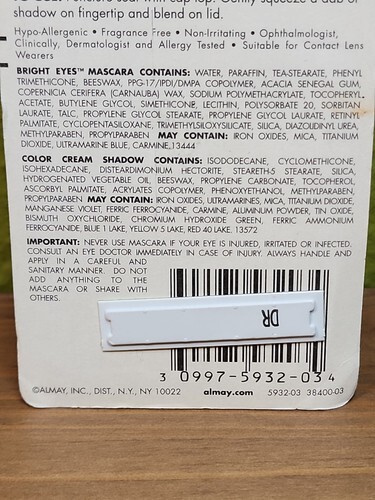 shadow on fingertip and blend on lid.
Hypo-Allergenic • Fragrance Free • Non-Irritating • Ophthalmologist,
Clinically, Dermatologist and Allergy Tested • Suitable for Contact Lens
Wearers
BRIGHT EYES™ MASCARA CONTAINS: WATER, PARAFFIN, TEA-STEARATE, PHENYL
TRIMETHICONE, BEESWAX, PPG-17/IPDI/DMPA COPOLYMER, ACACIA SENEGAL GUM,
COPERNICIA CERIFERA (CARNAUBA) WAX, SODIUM POLYMETHACRYLATE, TOCOPHERYL
ACETATE, BUTYLENE GLYCOL, SIMETHICONE, LECITHIN, POLYSORBATE 20, SORBITAN
LAURATE, TALC, PROPYLENE GLYCOL STEARATE, PROPYLENE GLYCOL LAURATE, RETINYL
PALMITATE, CYCLOPENTASILOXANE, TRIMETHYLSILOXYSILICATE, SILICA, DIAZOLIDINYL UREA,
METHYLPARABEN, PROPYLPARABEN MAY CONTAIN: IRON OXIDES, MICA, TITANIUM
DIOXIDE, ULTRAMARINE BLUE, CARMINE,13444
COLOR CREAM SHADOW CONTAINS: ISODODECANE, CYCLOMETHICONE,
ISOHEXADECANE, DISTEARDIMONIUM HECTORITE, STEARETH-5 STEARATE, SILICA,
HYDROGENATED VEGETABLE OIL, BEESWAX, PROPYLENE CARBONATE, TOCOPHEROL,
ASCORBYL PALMITATE, ACRYLATES COPOLYMER, PHENOXYETHANOL, METHYLPARABEN,
PROPYLPARABEN MAY CONTAIN: IRON OXIDES, ULTRAMARINES, MICA, TITANIUM DIOXIDE,
MANGANESE VIOLET, FERRIC FERROCYANIDE, CARMINE, ALUMINUM POWDER, TIN OXIDE,
BISMUTH OXYCHLORIDE, CHROMIUM HYDROXIDE GREEN, FERRIC AMMONIUM
FERROCYANIDE, BLUE 1 LAKE, YELLOW 5 LAKE, RED 40 LAKE. 13572
IMPORTANT: NEVER USE MASCARA IF YOUR EYE IS INJURED, IRRITATED OR INFECTED.
CONSULT AN EYE DOCTOR IMMEDIATELY IN CASE OF INJURY. ALWAYS HANDLE AND
APPLY IN A CAREFUL AND
SANITARY MANNER. DO NOT
ADD ANYTHING TO THE
MASCARA OR SHARE WITH
OTHERS.
DR
3 0997-5932-03 4
©ALMAY, INC., DIST., N.Y., NY 10022 almay.com 5932-03 38400-03